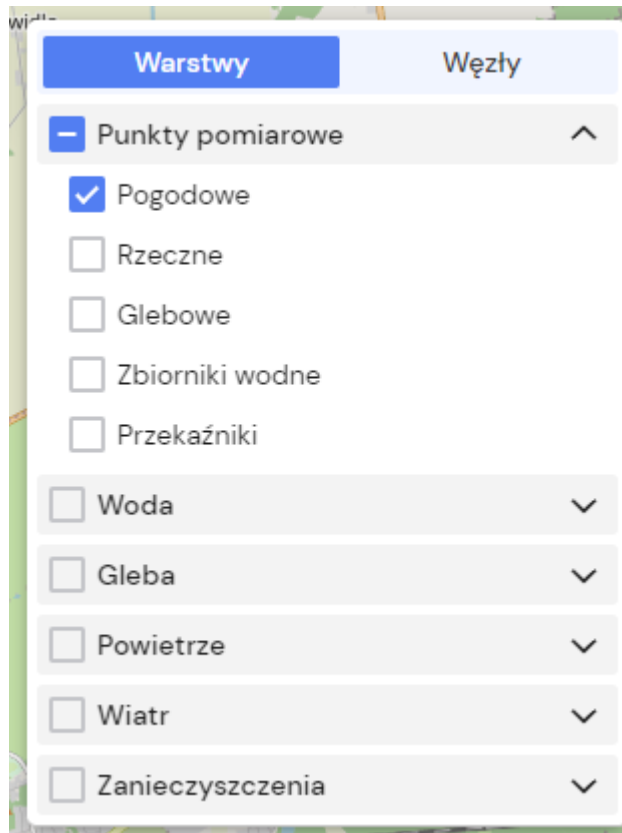 Warstwy Węzły
Punkty pomiarowe
Pogodowe
Rzeczne
Glebowe
Zbiorniki wodne
Przekaźniki
Woda
Gleba
Powietrze
Wiatr
Zanieczyszczenia